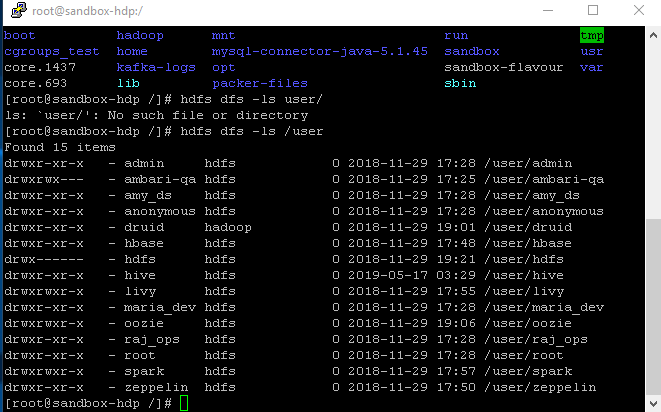 root@sandbox-hdp:/
boot hadoop mnt run tmp
cgroups_test home mysql-connector-java-5.1.45 sandbox usr
core.1437 kafka-logs opt sandbox-flavour var
core.693 lib packer-files sbin
[root@sandbox-hdp /]# hdfs dfs -ls user/
ls: `user/': No such file or directory
[root@sandbox-hdp /]# hdfs dfs -ls /user
Found 15 items
drwxr-xr-x - admin hdfs 0 2018-11-29 17:28 /user/admin
drwxrwx--- - ambari-qa hdfs 0 2018-11-29 17:25 /user/ambari-qa
drwxr-xr-x - amy_ds hdfs 0 2018-11-29 17:28 /user/amy_ds
drwxr-xr-x - anonymous hdfs 0 2018-11-29 17:28 /user/anonymous
drwxr-xr-x - druid hadoop 0 2018-11-29 19:01 /user/druid
drwxr-xr-x - hbase hdfs 0 2018-11-29 17:48 /user/hbase
drwx------ - hdfs hdfs 0 2018-11-29 19:21 /user/hdfs
drwxr-xr-x - hive hdfs 0 2019-05-17 03:29 /user/hive
drwxrwxr-x - livy hdfs 0 2018-11-29 17:55 /user/livy
drwxr-xr-x - maria_dev hdfs 0 2018-11-29 17:28 /user/maria_dev
drwxrwxr-x - oozie hdfs 0 2018-11-29 19:06 /user/oozie
drwxr-xr-x - raj_ops hdfs 0 2018-11-29 17:28 /user/raj_ops
drwxr-xr-x - root hdfs 0 2018-11-29 17:28 /user/root
drwxrwxr-x - spark hdfs 0 2018-11-29 17:57 /user/spark
drwxrwxr-x - zeppelin hdfs 0 2018-11-29 17:50 /user/zeppelin
[root@sandbox-hdp /]#